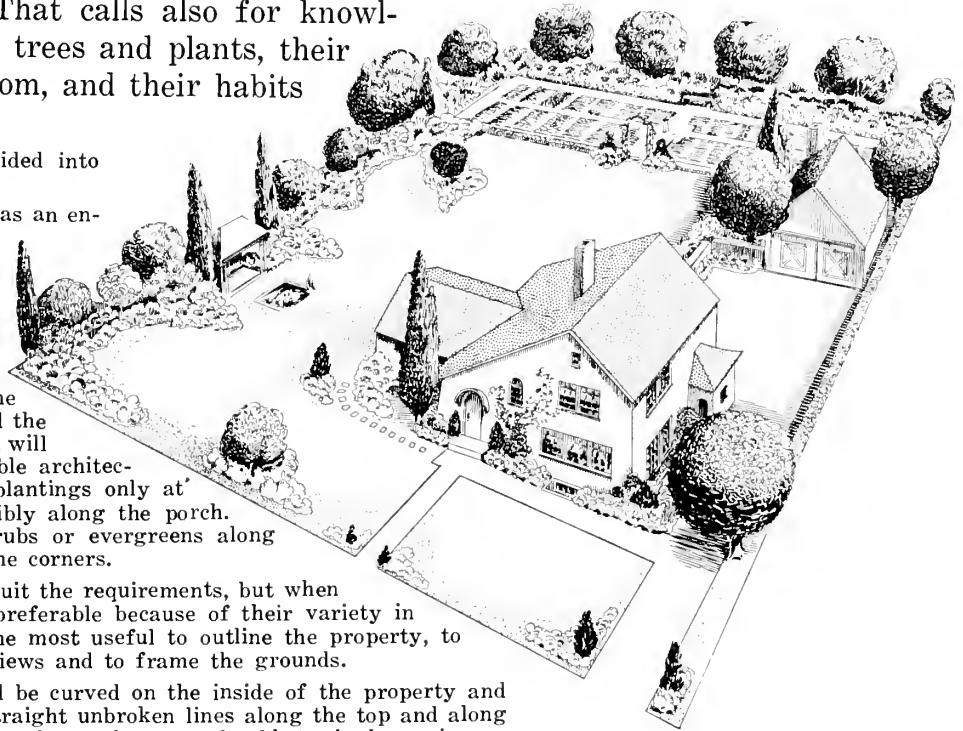 That calls also for knowl-
trees and plants, their
om, and their habits
ided into
as an en-
he
the
will
ble architec-
plantings only at
ibly along the porch.
rubs or evergreens along
he corners.
uit the requirements, but when
preferable because of their variety in
he most useful to outline the property, to
iews and to frame the grounds.
l be curved on the inside of the property and
traight unbroken lines along the top and along